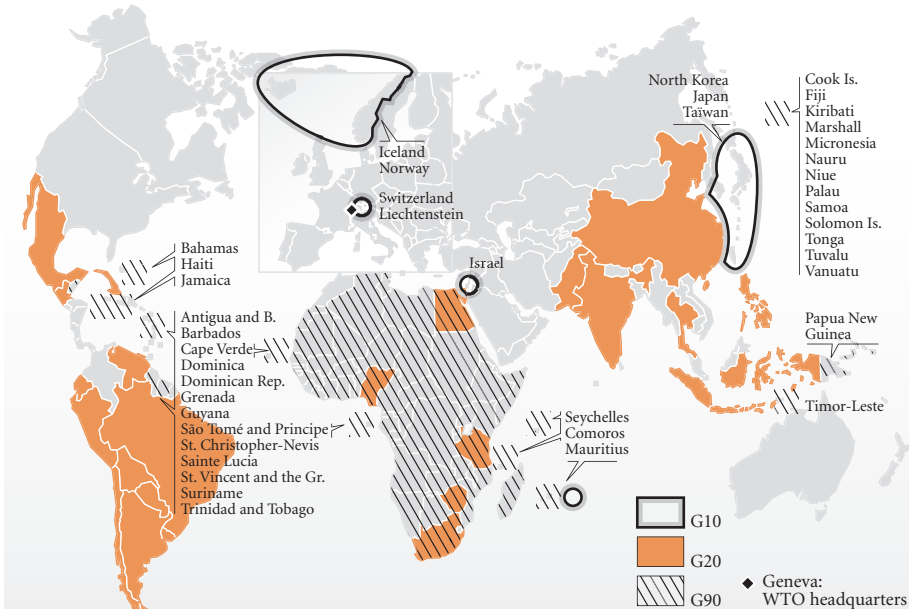 North Korea
Japan
Taïwan
Cook Is.
Fiji
Kiribati
Marshall
Micronesia
Nauru
Niue
Palau
Samoa
Solomon Is.
Tonga
Tuvalu
Vanuatu
Iceland
Norway
Switzerland
Liechtenstein
Israel
Bahamas
Haiti
Jamaica
Antigua and B.
Barbados
Cape Verde
Dominica
Dominican Rep.
Grenada
Guyana
São Tomé and Principe
St. Christopher-Nevis
Sainte Lucia
St. Vincent and the Gr.
Suriname
Trinidad and Tobago
Papua New
Guinea
Timor-Leste
Seychelles
Comoros
Mauritius
G10
G20
G90
Geneva:
WTO headquarters